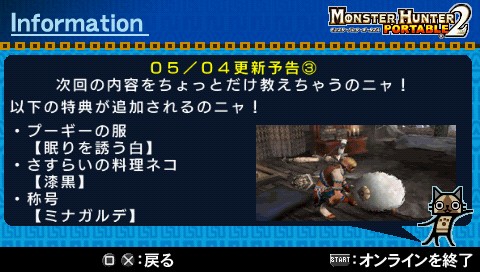 Information
MONSTER HUNTER
PORTABLE 2
05/04更新予告③
次回の内容をちょっとだけ教えちゃうのニャ！
以下の特典が追加されるのニャ！
・プーギーの服
【眠りを誘う白】
・さすらいの料理ネコ
【漆黒】
・称号
【ミナガルデ】
□×:戻る
START:オンラインを終了